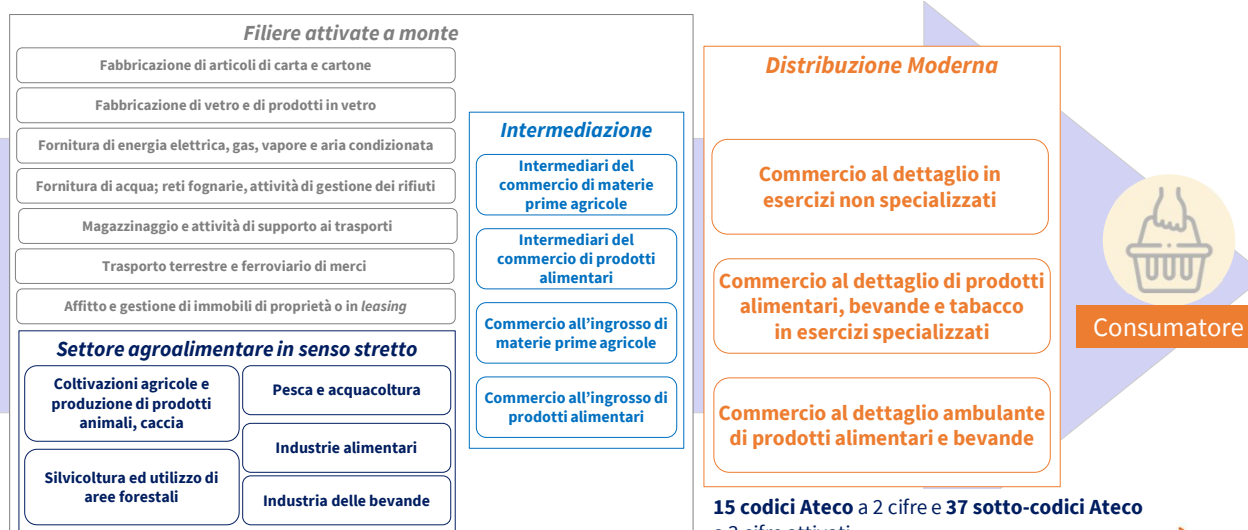 Filiere attivate a monte
Fabbricazione di articoli di carta e cartone
Fabbricazione di vetro e di prodotti in vetro
Fornitura di energia elettrica, gas, vapore e aria condizionata
Fornitura di acqua; reti fognarie, attività di gestione dei rifiuti
Magazzinaggio e attività di supporto ai trasporti
Trasporto terrestre e ferroviario di merci
Affitto e gestione di immobili di proprietà o in leasing
Settore agroalimentare in senso stretto
Coltivazioni agricole e
produzione di prodotti
animali, caccia
Silvicoltura ed utilizzo di
aree forestali
Pesca e acquacoltura
Industrie alimentari
Industria delle bevande
Intermediazione
Intermediari del
commercio di materie
prime agricole
Intermediari del
commercio di prodotti
alimentari
Commercio all’ingrosso di
materie prime agricole
Commercio all’ingrosso di
prodotti alimentari
Distribuzione Moderna
Commercio al dettaglio in
esercizi non specializzati
Commercio al dettaglio di prodotti
alimentari, bevande e tabacco
in esercizi specializzati
Commercio al dettaglio ambulante
di prodotti alimentari e bevande
Consumatore
15 codici Ateco a 2 cifre e 37 sotto-codici Ateco
a 3 cifre attivati